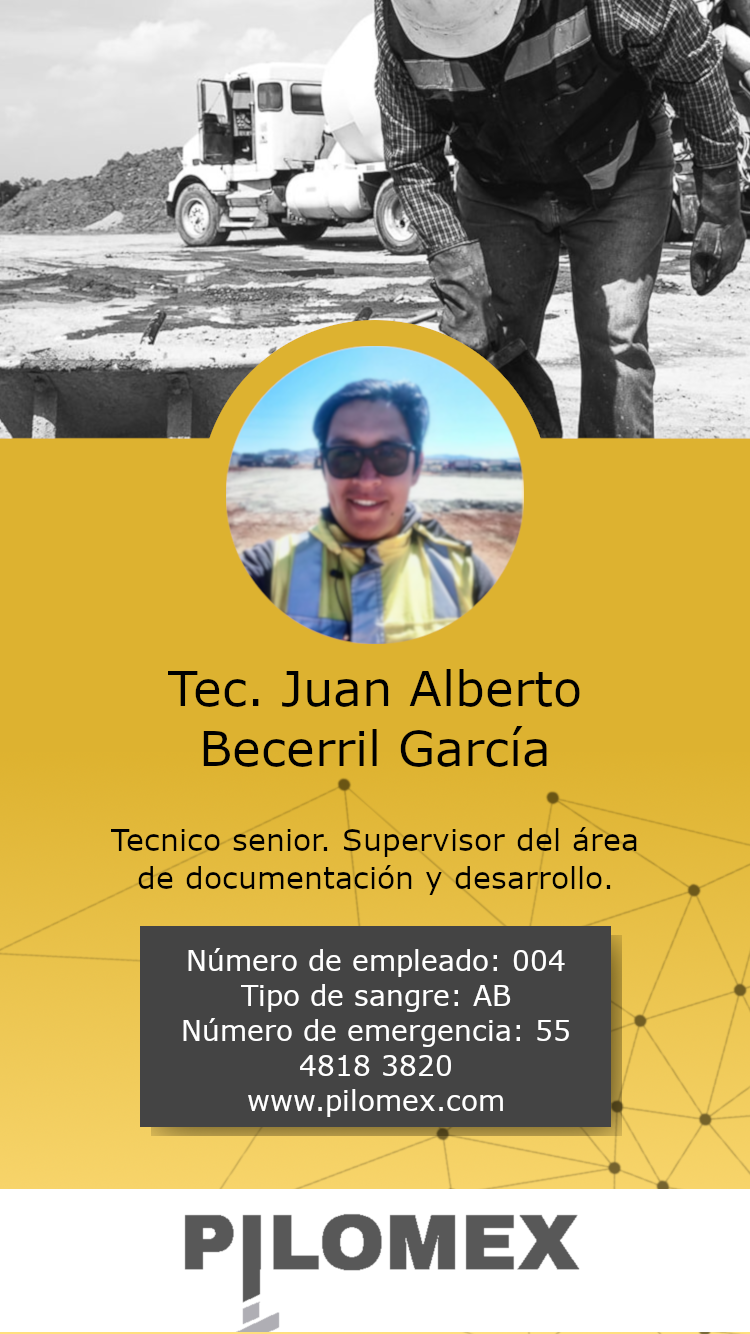 Tec. Juan Alberto
Becerril García
Tecnico senior. Supervisor del área
de documentación y desarrollo.
Número de empleado: 004
Tipo de sangre: AB
Número de emergencia: 55
4818 3820
www.pilomex.com
PILOMEX